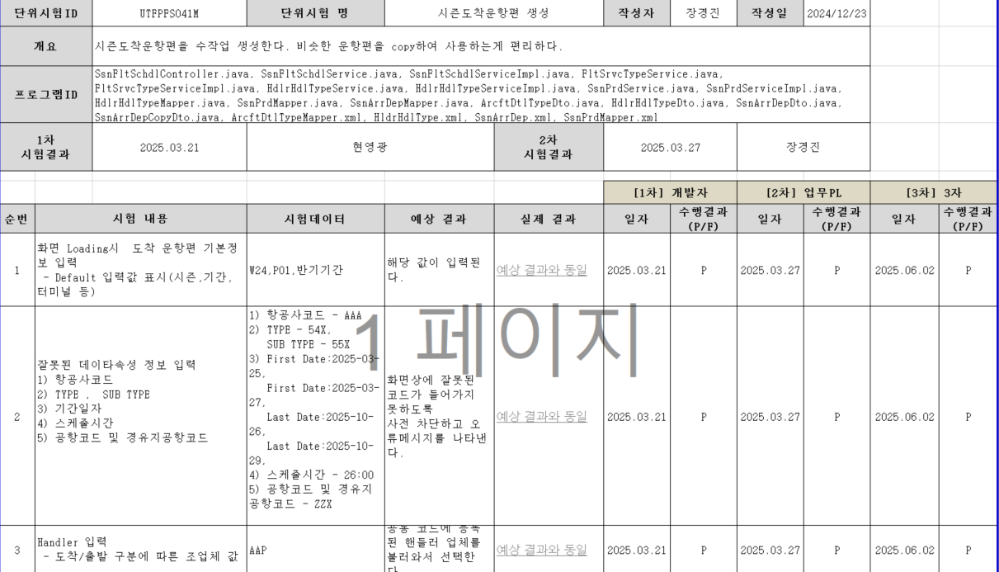 단위시험ID UTFPFS041M 단위시험 명 시즌도착운항편 생성 작성자 장경진 작성일 2024/12/23
개요 시즌도착운항편을 수작업 생성한다. 비슷한 운항편을 copy하여 사용하는게 편리하다.
프로그램ID
SsnFltSchdlController.java, SsnFltSchdlService.java, SsnFltSchdlServiceImpl.java, FltSrvcTypeService.java,
FltSrvcTypeServiceImpl.java, HdlrHdlTypeService.java, HdlrHdlTypeServiceImpl.java, SsnPrdService.java, SsnPrdServiceImpl.java,
HdlrHdlTypeMapper.java, SsnPrdMapper.java, SsnArrDepMapper.java, ArcftDtlTypeDto.java, HdlrHdlTypeDto.java, SsnArrDepDto.java,
SsnArrDepCopyDto.java, ArcftDtlTypeMapper.xml, HldrHdlType.xml, SsnArrDep.xml, SsnPrdMapper.xml
1차
시험결과
2025.03.21 현영광
2차
시험결과
2025.03.27 장경진
[1차] 개발자 [2차] 업무PL [3차] 3자
순번 시험 내용 시험데이터 예상 결과 실제 결과
일자
수행결과
(P/F)
일자
수행결과
(P/F)
일자
수행결과
(P/F)
1
화면 Loading시 도착 운항편 기본정
보 입력
- Default 입력값 표시(시즌,기간,
터미널 등)
W24,P01,반기기간
해당 값이 입력된
다.
예상 결과와 동일 2025.03.21 P 2025.03.27 P 2025.06.02 P
2
잘못된 데이타속성 정보 입력
1) 항공사코드
2) TYPE , SUB TYPE
3) 기간일자
4) 스케줄시간
5) 공항코드 및 경유지공항코드
1) 항공사코드 - AAA
2) TYPE - 54X,
SUB TYPE - 55X
3) First Date:2025-03-
25,
First Date:2025-03-
27,
Last Date:2025-10-
26,
Last Date:2025-10-
29,
4) 스케줄시간 - 26:00
5) 공항코드 및 경유지
공항코드 - ZZX
화면상에 잘못된
코드가 들어가지
못하도록
사전 차단하고 오
류메시지를 나타낸
다.
예상 결과와 동일 2025.03.21 P 2025.03.27 P 2025.06.02 P
1 페이지
3
Handler 입력
- 도착/출발 구분에 따른 조업체 값
AAP
공통 코드에 등록
된 핸들러 업체를
불러와서 선택한
다
예상 결과와 동일 2025.03.21 P 2025.03.27 P 2025.06.02 P